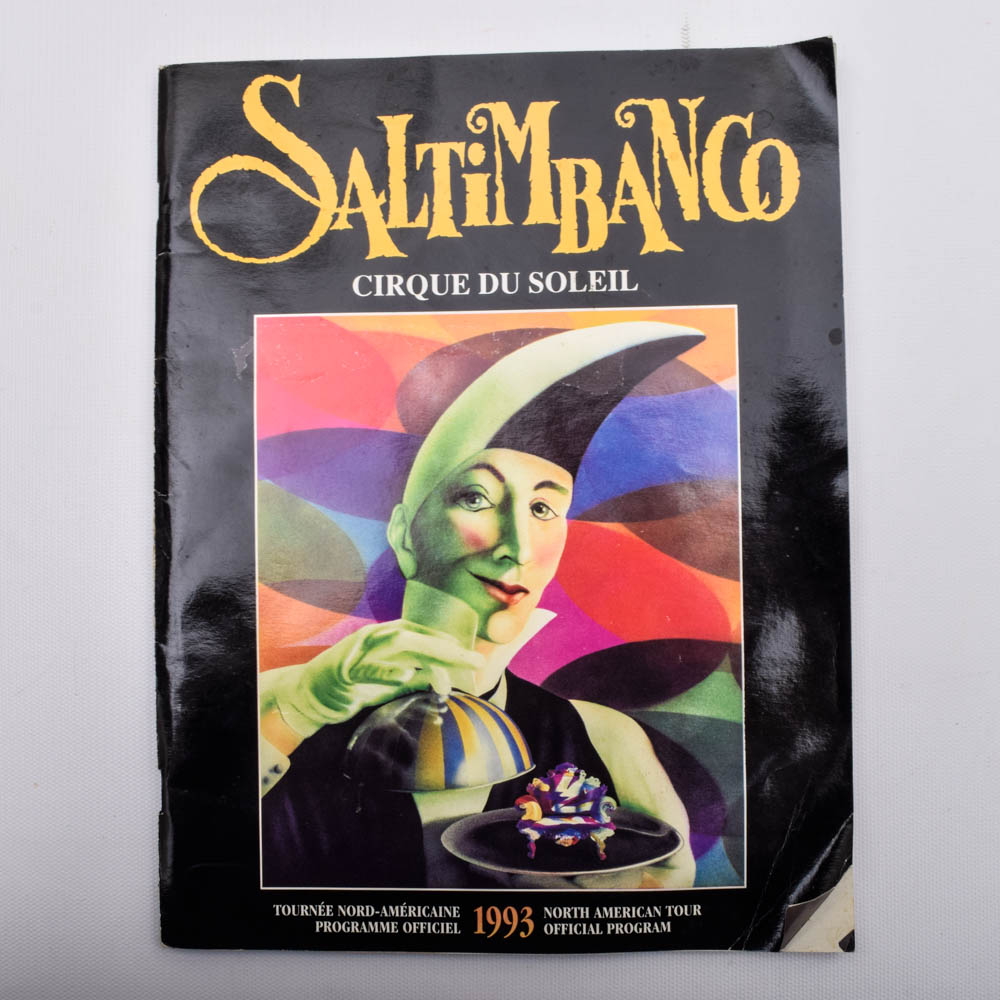 SALTiMBANCO
CIRQUE DU SOLEIL
TOURNÉE NORD-AMÉRICAINE
PROGRAMME OFFICIEL
1993
NORTH AMERICAN TOUR
OFFICIAL PROGRAM